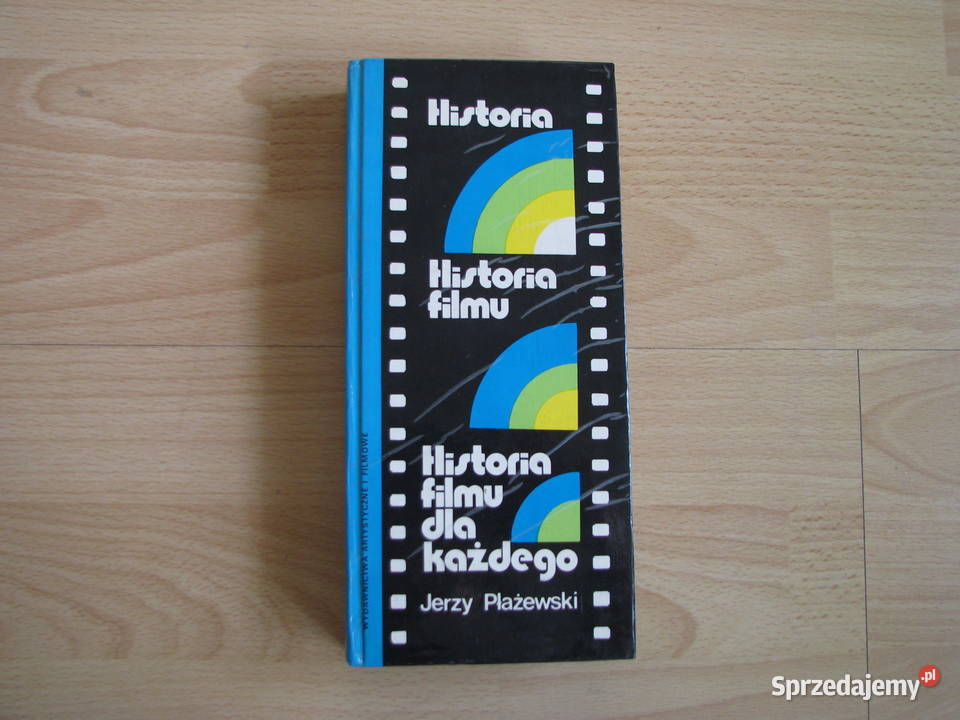 Historia
Historia
filmu
Historia
filmu
dla
każdego
Jerzy Płażewski
WYDAWNICTWA ARTYSTYCZNE I FILMOWE
Sprzedajemy.pl